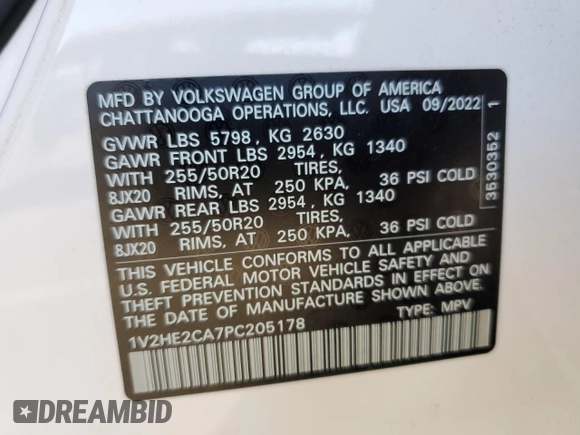 MFD BY VOLKSWAGEN GROUP OF AMERICA
CHATTANOOGA OPERATIONS, LLC. USA 09/2022
GVWR LBS 5798, KG 2630
GAWR FRONT LBS 2954, KG 1340
WITH 255/50R20 TIRES,
8JX20 RIMS, AT 250 KPA, 36 PSI COLD
GAWR REAR LBS 2954, KG 1340
WITH 255/50R20 TIRES,
8JX20 RIMS, AT 250 KPA, 36 PSI COLD
THIS VEHICLE CONFORMS TO ALL APPLICABLE
U.S. FEDERAL MOTOR VEHICLE SAFETY AND
THEFT PREVENTION STANDARDS IN EFFECT ON
THE DATE OF MANUFACTURE SHOWN ABOVE.
1V2HE2CA7PC205178 TYPE: MPV
3530352 1
DREAMBID